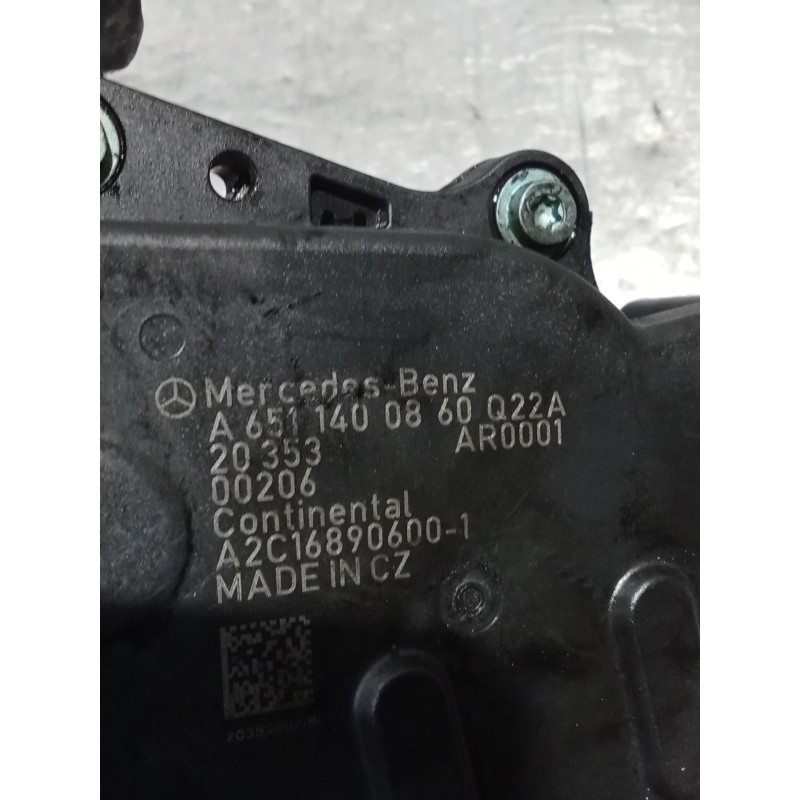 Mercedes-Benz
A 651 140 08 60 Q22A
20 353 AR0001
00206
Continental
A2C16890600-1
MADE IN CZ